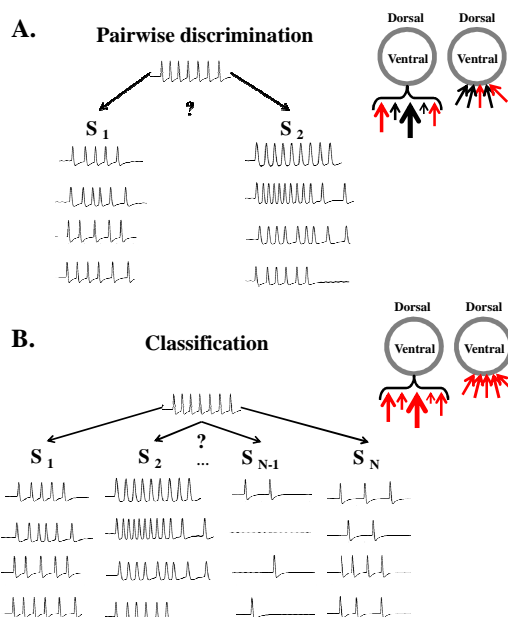 A.
Pairwise discrimination
?
S 1
S 2
Dorsal
Dorsal
Ventral
Ventral
B.
Classification
?
S 1
S 2
...
S N-1
S N
Dorsal
Dorsal
Ventral
Ventral